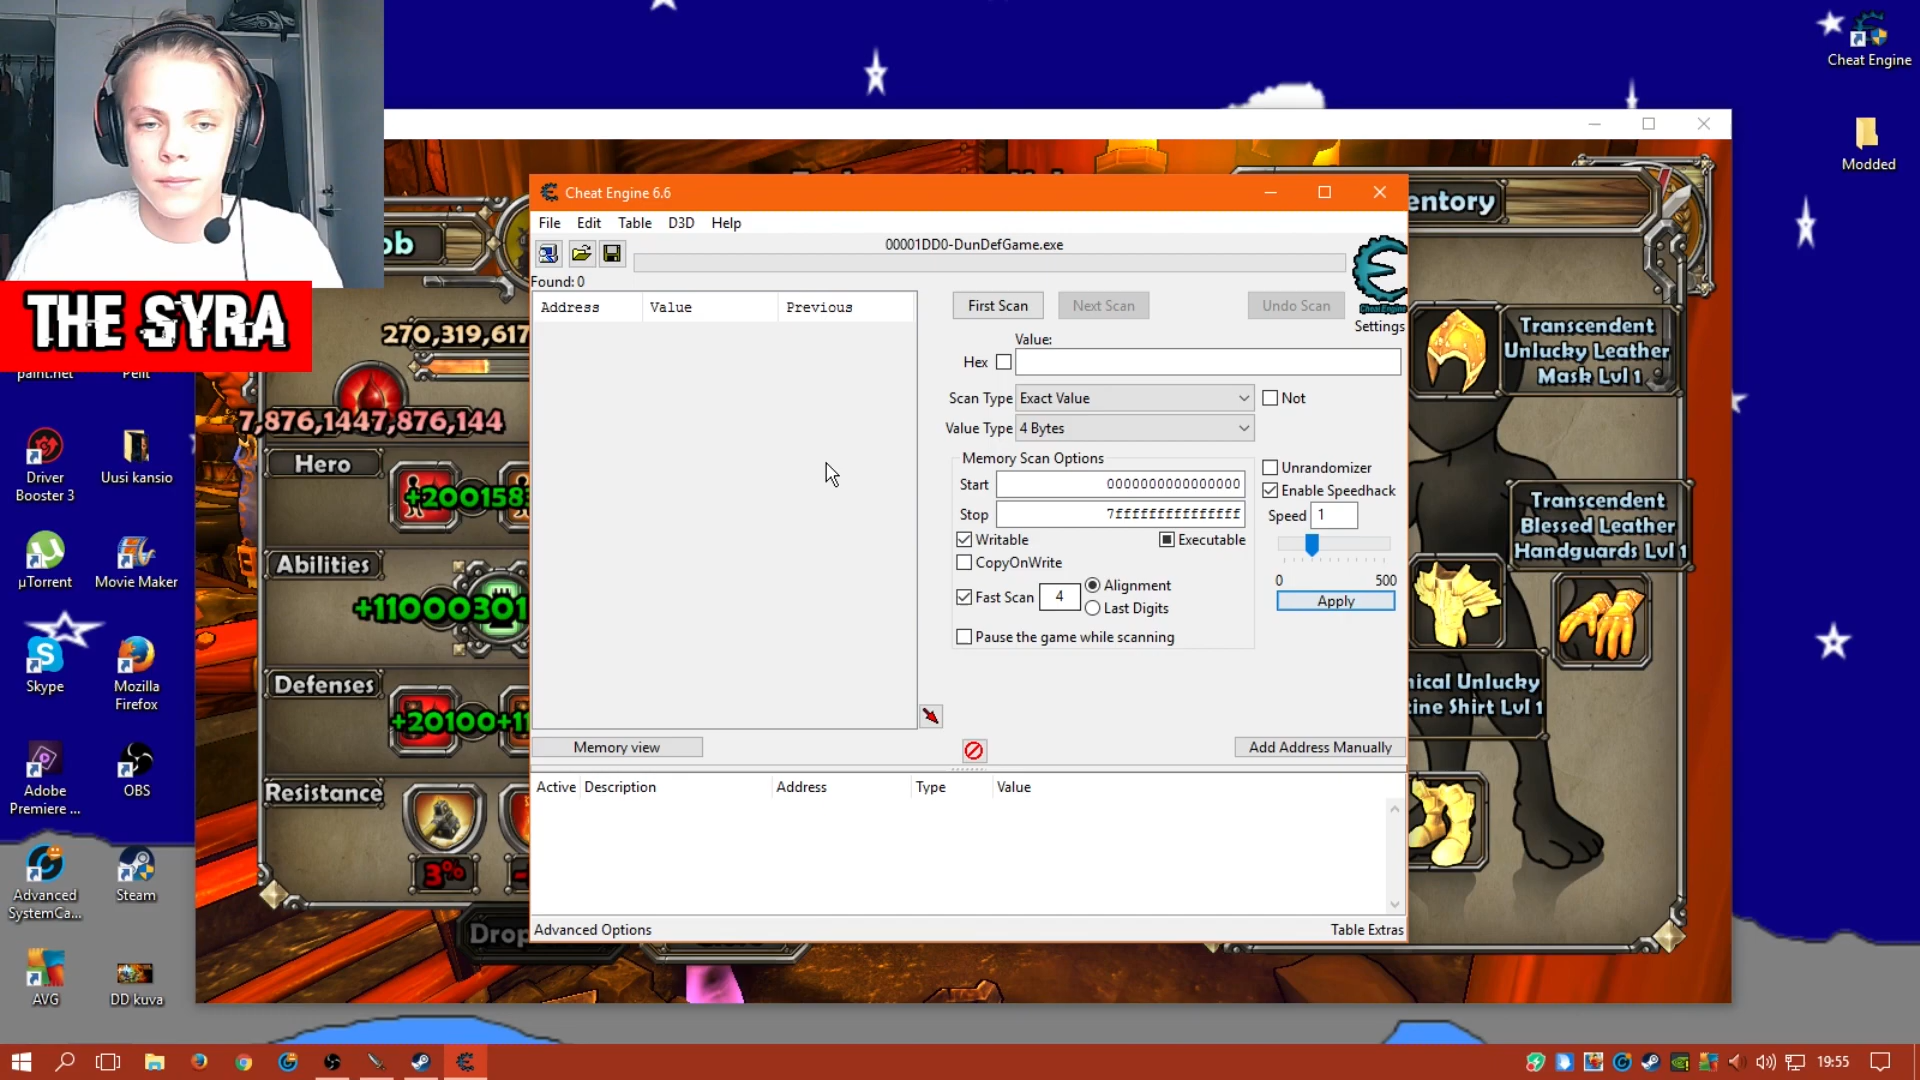 Cheat Engine
Modded
THE SYRA
paint.net
Pelit
Driver
Booster 3
Uusi kansio
µTorrent
Movie Maker
Skype
Mozilla
Firefox
Adobe
Premiere ...
OBS
Advanced
SystemCa...
Steam
AVG
DD kuva
ob
270,319,617
7,876,1447,876,144
Hero
+200158
Abilities
+11000301
Defenses
+20100+11
Resistance
3%
Drop
Cheat Engine 6.6
File Edit Table D3D Help
00001DD0-DunDefGame.exe
Found: 0
Address Value Previous
First Scan Next Scan Undo Scan
Cheat Engine
Settings
Value:
Hex
Scan Type Exact Value Not
Value Type 4 Bytes
Memory Scan Options
Start 0000000000000000
Stop 7fffffffffffffff
Writable Executable
CopyOnWrite
Fast Scan 4 Alignment
Last Digits
Pause the game while scanning
Unrandomizer
Enable Speedhack
Speed 1
0 500
Apply
Memory view
Add Address Manually
Active Description Address Type Value
Advanced Options Table Extras
entory
Transcendent
Unlucky Leather
Mask Lvl 1
Transcendent
Blessed Leather
Handguards Lvl 1
ical Unlucky
ine Shirt Lvl 1
19:55